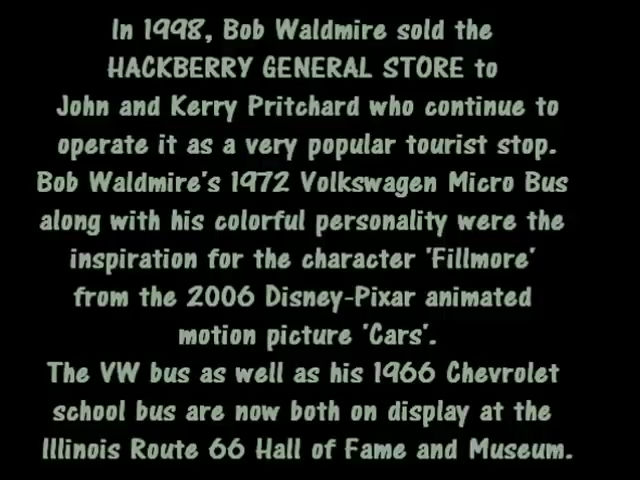 In 1998, Bob Waldmire sold the
HACKBERRY GENERAL STORE to
John and Kerry Pritchard who continue to
operate it as a very popular tourist stop.
Bob Waldmire's 1972 Volkswagen Micro Bus
along with his colorful personality were the
inspiration for the character 'Fillmore'
from the 2006 Disney-Pixar animated
motion picture 'Cars'.
The VW bus as well as his 1966 Chevrolet
school bus are now both on display at the
Illinois Route 66 Hall of Fame and Museum.